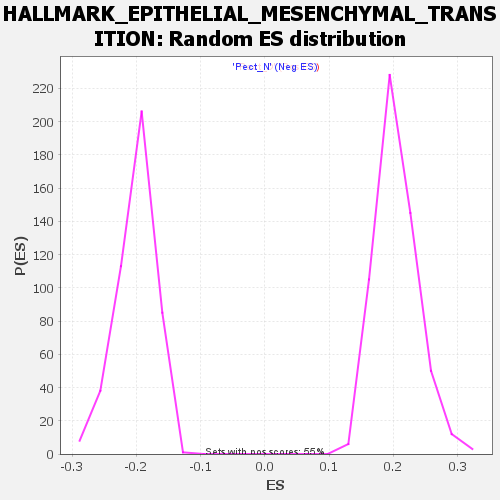 HALLMARK_EPITHELIAL_MESENCHYMAL_TRANS
ITION: Random ES distribution
'Pect_N' (Neg ES))
220
200
180
160
140
120
100
80
60
40
20
0
P(ES)
Sets with pos scores: 55%
-0.3 -0.2 -0.1 0.0 0.1 0.2 0.3
ES